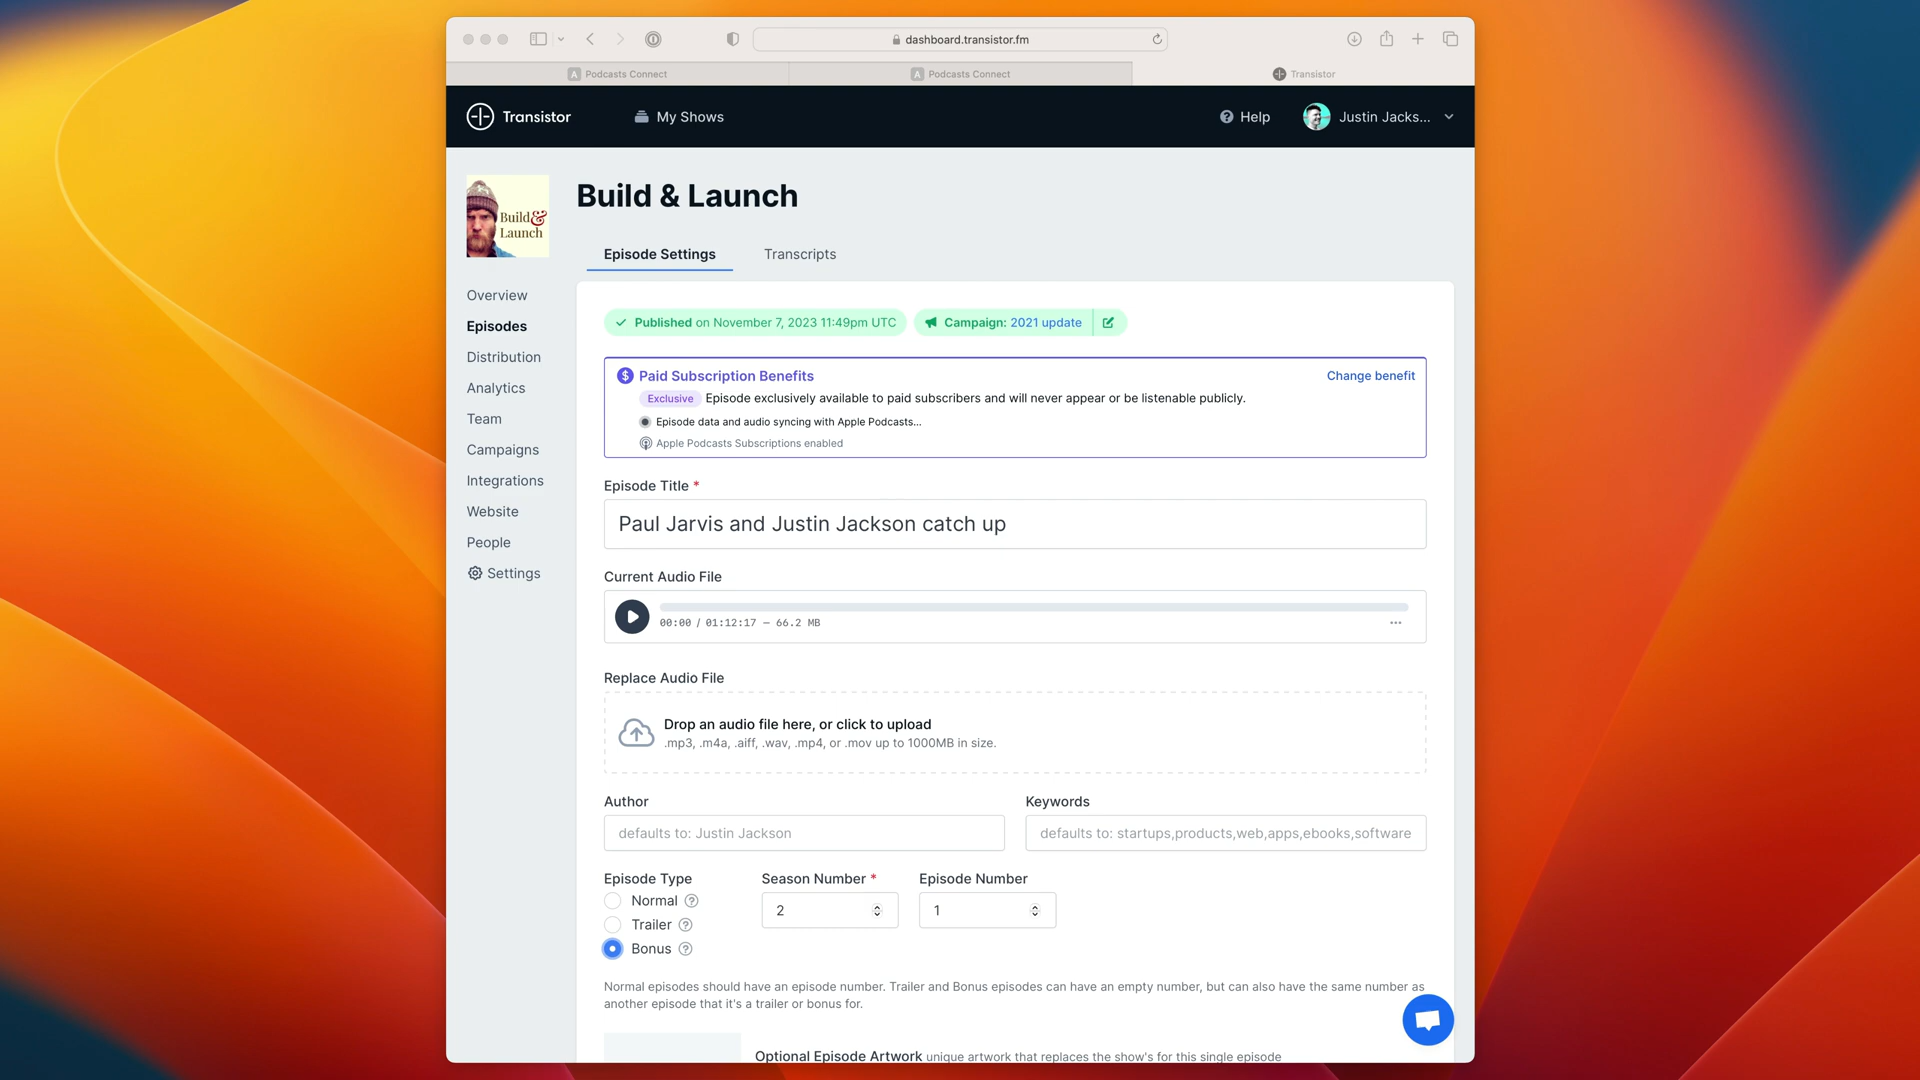 dashboard.transistor.fm
Podcasts Connect
Podcasts Connect
Transistor
Transistor
My Shows
Help
Justin Jacks...
Build &
Launch
Build & Launch
Episode Settings
Transcripts
Overview
Episodes
Distribution
Analytics
Team
Campaigns
Integrations
Website
People
Settings
Published on November 7, 2023 11:49pm UTC
Campaign: 2021 update
Paid Subscription Benefits
Change benefit
Exclusive Episode exclusively available to paid subscribers and will never appear or be listenable publicly.
Episode data and audio syncing with Apple Podcasts...
Apple Podcasts Subscriptions enabled
Episode Title *
Paul Jarvis and Justin Jackson catch up
Current Audio File
00:00 / 01:12:17 — 66.2 MB
Replace Audio File
Drop an audio file here, or click to upload
.mp3, .m4a, .aiff, .wav, .mp4, or .mov up to 1000MB in size.
Author
Keywords
defaults to: Justin Jackson
defaults to: startups,products,web,apps,ebooks,software
Episode Type
Season Number *
Episode Number
Normal
Trailer
Bonus
2
1
Normal episodes should have an episode number. Trailer and Bonus episodes can have an empty number, but can also have the same number as
another episode that it's a trailer or bonus for.
Optional Episode Artwork unique artwork that replaces the show's for this single episode